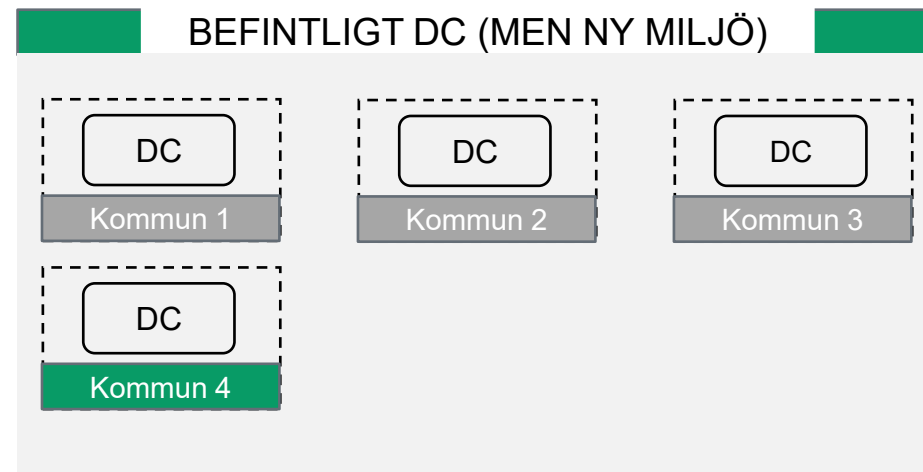 BEFINTLIGT DC (MEN NY MILJÖ)
DC
DC
DC
Kommun 1
Kommun 2
Kommun 3
DC
Kommun 4